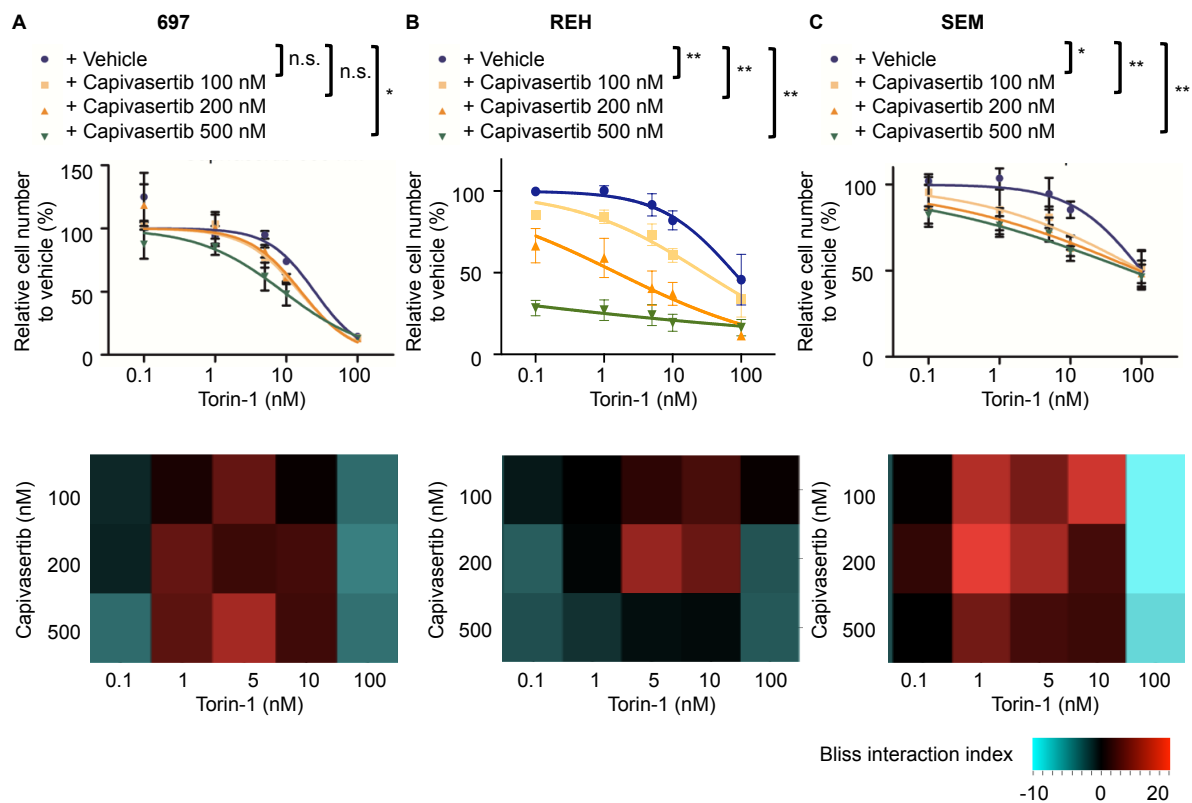 A
697
+ Vehicle
+ Capivasertib 100 nM
+ Capivasertib 200 nM
+ Capivasertib 500 nM
n.s.
n.s.
*
Relative cell number
to vehicle (%)
150
100
50
0
0.1
1
10
100
Torin-1 (nM)
B
REH
+ Vehicle
+ Capivasertib 100 nM
+ Capivasertib 200 nM
+ Capivasertib 500 nM
**
**
**
Relative cell number
to vehicle (%)
100
50
0
0.1
1
10
100
Torin-1 (nM)
C
SEM
+ Vehicle
+ Capivasertib 100 nM
+ Capivasertib 200 nM
+ Capivasertib 500 nM
*
**
**
Relative cell number
to vehicle (%)
100
50
0
0.1
1
10
100
Torin-1 (nM)
Capivasertib (nM)
100
200
500
0.1
1
5
10
100
Torin-1 (nM)
Capivasertib (nM)
100
200
500
0.1
1
5
10
100
Torin-1 (nM)
Capivasertib (nM)
100
200
500
0.1
1
5
10
100
Torin-1 (nM)
Bliss interaction index
-10
0
20